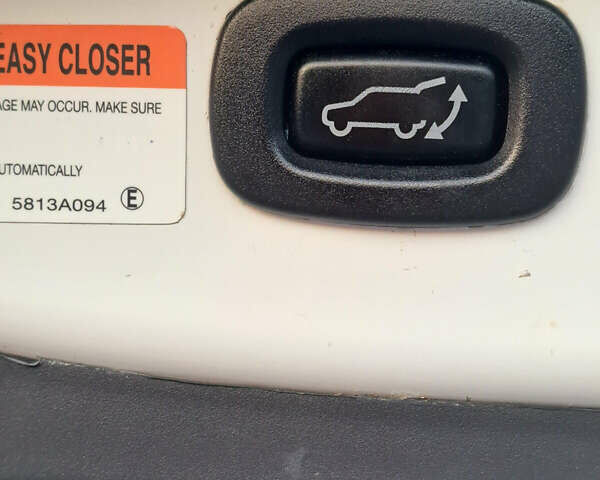 EASY CLOSER
AGE MAY OCCUR. MAKE SURE
UTOMATICALLY
5813A094 E